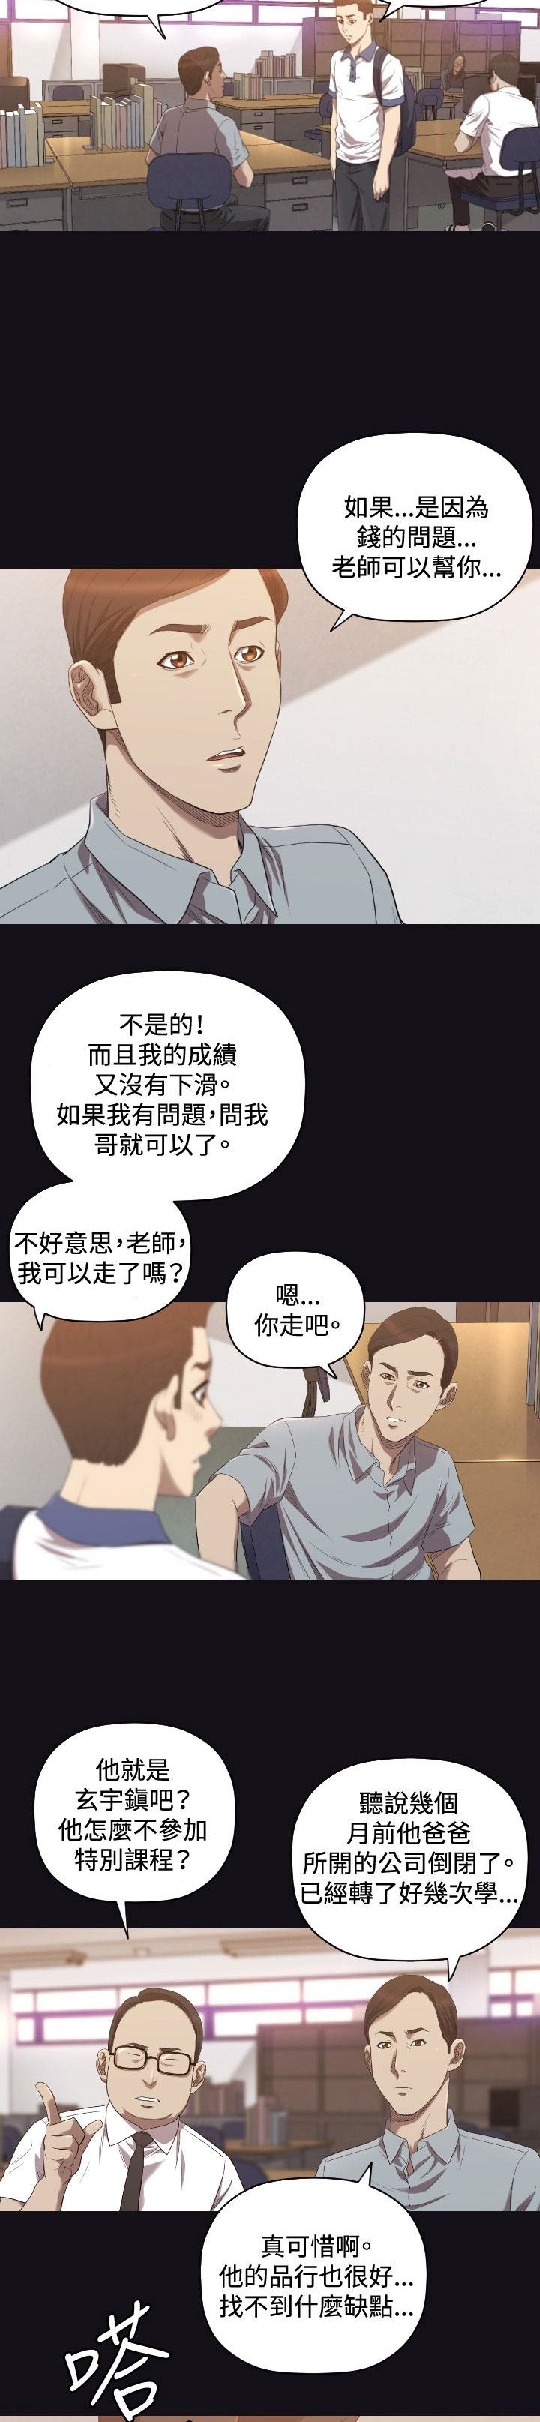 如果...是因為
錢的問題...
老師可以幫你...
不是的!
而且我的成績
又沒有下滑。
如果我有問題,問我
哥就可以了。
不好意思,老師,
我可以走了嗎?
嗯...
你走吧。
他就是
玄宇鎭吧?
他怎麼不參加
特別課程?
聽說幾個
月前他爸爸
所開的公司倒閉了。
已經轉了好幾次學...
真可惜啊。
他的品行也很好...
找不到什麼缺點...
嗒